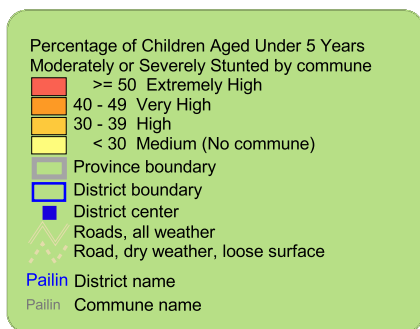 Percentage of Children Aged Under 5 Years
Moderately or Severely Stunted by commune
>= 50 Extremely High
40 - 49 Very High
30 - 39 High
< 30 Medium (No commune)
Province boundary
District boundary
District center
Roads, all weather
Road, dry weather, loose surface
Pailin District name
Pailin Commune name